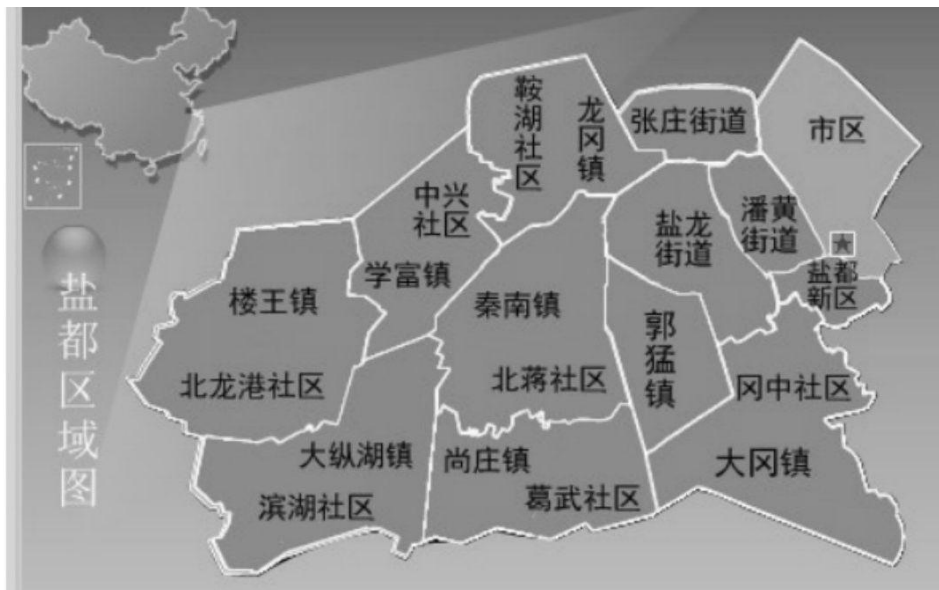 盐都区域图
鞍湖社区
龙冈镇
张庄街道
市区
中兴
社区
盐龙
街道
潘黄
街道
学富镇
盐都
新区
楼王镇
秦南镇
郭猛镇
北龙港社区
北蒋社区
冈中社区
大纵湖镇
尚庄镇
大冈镇
滨湖社区
葛武社区